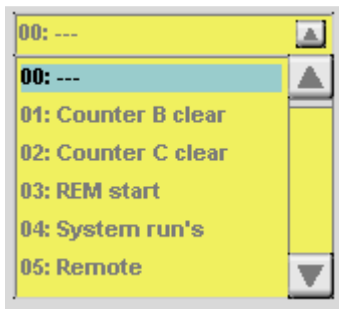 00: ---
00: ---
01: Counter B clear
02: Counter C clear
03: REM start
04: System run's
05: Remote